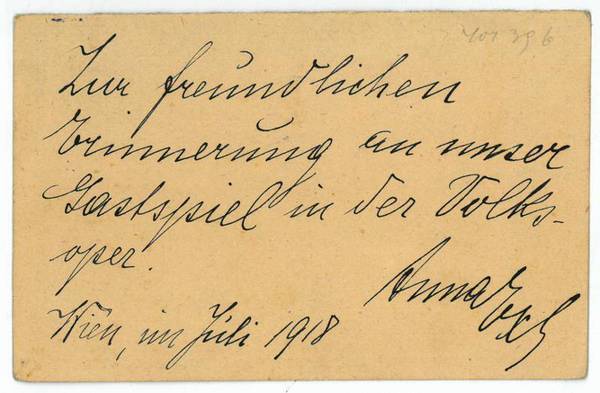 Zur freundlichen
Erinnerung an unser
Gastspiel in der Volks-
oper.
Anna Exl
Wien, im Juli 1918